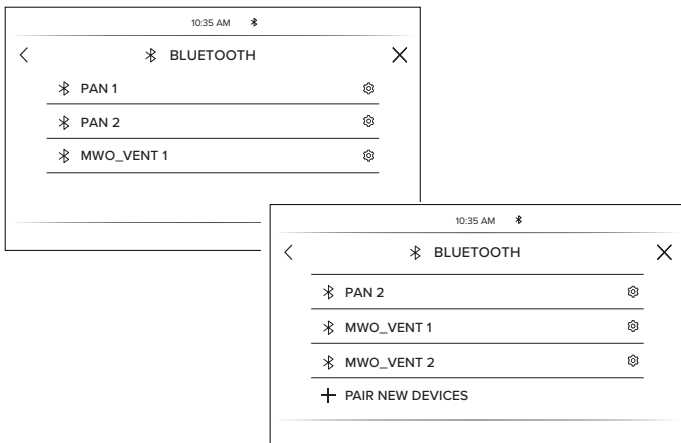 10:35 AM
BLUETOOTH
PAN 1
PAN 2
MWO_VENT 1
10:35 AM
BLUETOOTH
PAN 2
MWO_VENT 1
MWO_VENT 2
PAIR NEW DEVICES